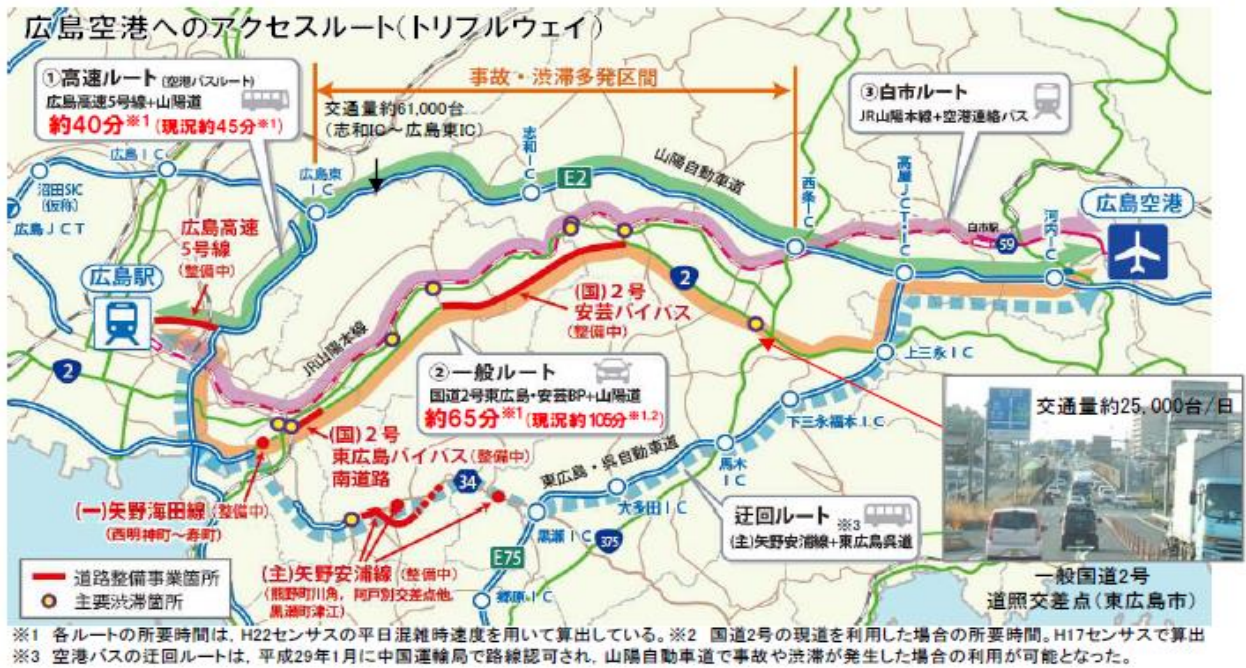 広島空港へのアクセスルート(トリプルウェイ)
①高速ルート(空港バスルート)
広島高速5号線+山陽道
約40分※1(現況約45分※1)
事故・渋滞多発区間
交通量約61,000台
(志和IC～広島東IC)
③白市ルート
JR山陽本線+空港連絡バス
広島IC
沼田SIC
(仮称)
広島JCT
広島東
IC
志和IC
E2
山陽自動車道
西条IC
高屋JCT・IC
白市駅
59
河内IC
広島空港
広島高速
5号線
(整備中)
広島駅
2
JR山陽本線
(国)2号
安芸バイパス
(整備中)
2
②一般ルート
国道2号東広島・安芸BP+山陽道
約65分※1(現況約105分※1,2)
上三永IC
下三永福本IC
交通量約25,000台/日
(国)2号
東広島バイパス(整備中)
南道路
東広島・呉自動車道
馬木
IC
大多田IC
34
(一)矢野海田線(整備中)
(西明神町～寿町)
黒瀬IC
375
迂回ルート※3
(主)矢野安浦線+東広島呉道
E75
(主)矢野安浦線(整備中)
(熊野町川角,阿戸別交差点他,
黒瀬町津江)
郷原IC
道路整備事業箇所
主要渋滞箇所
一般国道2号
道照交差点(東広島市)
※1 各ルートの所要時間は,H22センサスの平日混雑時速度を用いて算出している。※2 国道2号の現道を利用した場合の所要時間。H17センサスで算出
※3 空港バスの迂回ルートは,平成29年1月に中国運輸局で路線認可され,山陽自動車道で事故や渋滞が発生した場合の利用が可能となった。